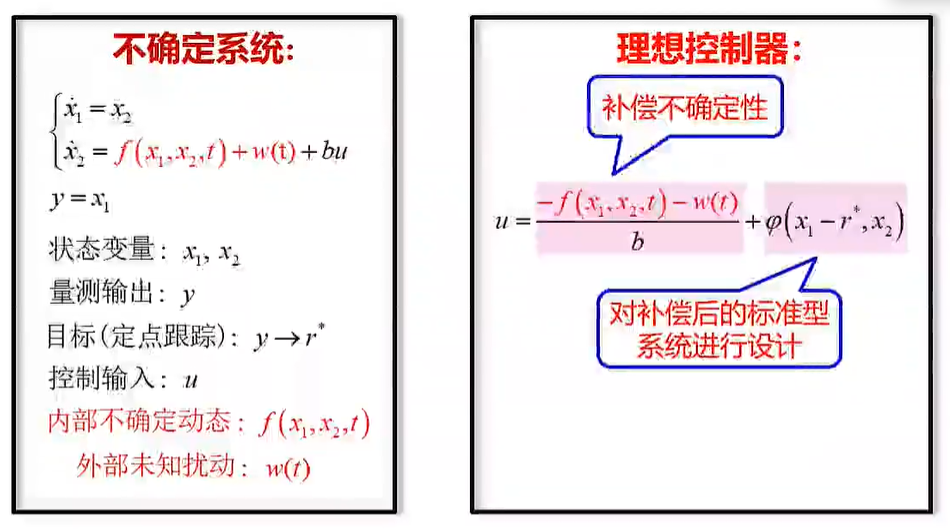 不确定系统:
ẋ₁ = x₂
ẋ₂ = f(x₁,x₂,t)+w(t)+bu
y = x₁
状态变量: x₁, x₂
量测输出: y
目标(定点跟踪): y→r*
控制输入: u
内部不确定动态: f(x₁,x₂,t)
外部未知扰动: w(t)
理想控制器:
补偿不确定性
u = (−f(x₁,x₂,t)−w(t))/b + φ(x₁−r*,x₂)
对补偿后的标准型
系统进行设计